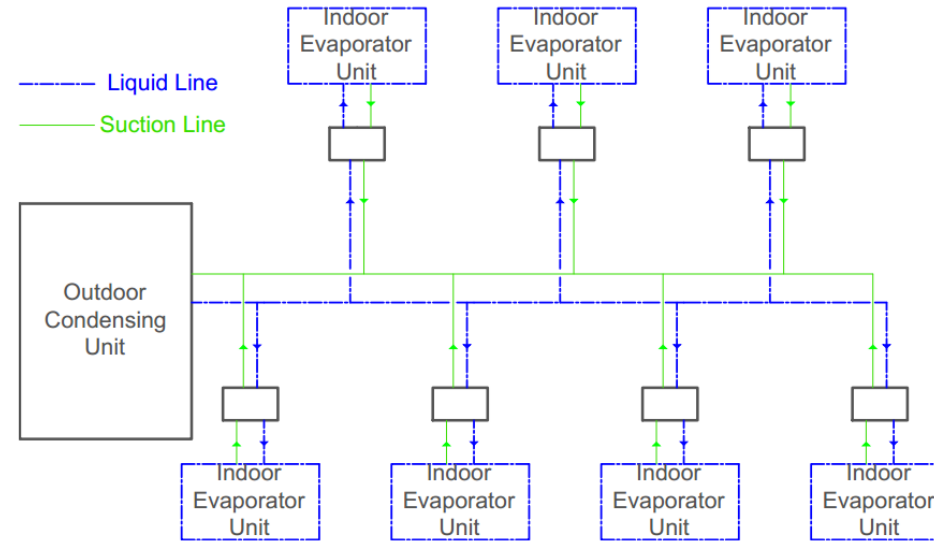 Indoor
Evaporator
Unit
Indoor
Evaporator
Unit
Indoor
Evaporator
Unit
Liquid Line
Suction Line
Outdoor
Condensing
Unit
Indoor
Evaporator
Unit
Indoor
Evaporator
Unit
Indoor
Evaporator
Unit
Indoor
Evaporator
Unit